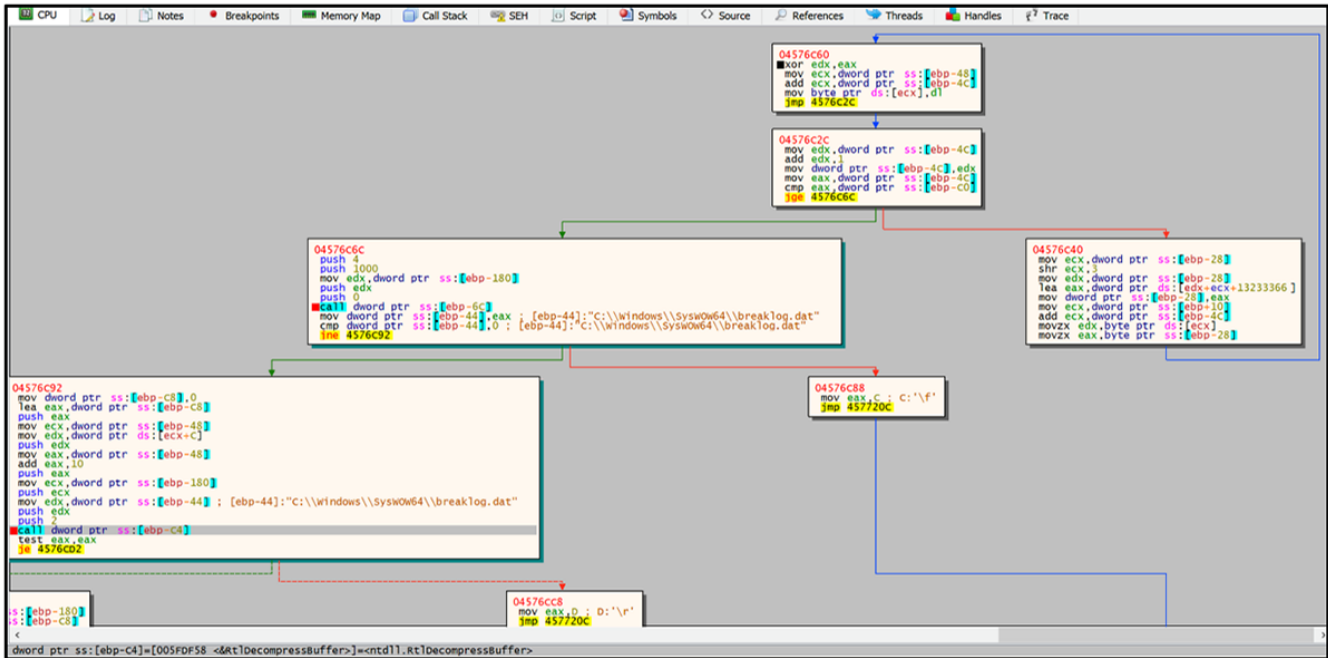 CPU Log Notes Breakpoints Memory Map Call Stack SEH Script Symbols Source References Threads Handles Trace
04576C60
xor edx,eax
mov ecx,dword ptr ss:[ebp-48]
add ecx,dword ptr ss:[ebp-4C]
mov byte ptr ds:[ecx],dl
jmp 4576C2C
04576C2C
mov edx,dword ptr ss:[ebp-4C]
add edx,1
mov dword ptr ss:[ebp-4C],edx
mov eax,dword ptr ss:[ebp-4C]
cmp eax,dword ptr ss:[ebp-C0]
jge 4576C6C
04576C6C
push 4
push 1000
mov edx,dword ptr ss:[ebp-180]
push edx
push 0
call dword ptr ss:[ebp-6C]
mov dword ptr ss:[ebp-44],eax ; [ebp-44]:"C:\\Windows\\SysWOW64\\breaklog.dat"
cmp dword ptr ss:[ebp-44],0 ; [ebp-44]:"C:\\Windows\\SysWOW64\\breaklog.dat"
jne 4576C92
04576C40
mov ecx,dword ptr ss:[ebp-28]
shr ecx,3
mov edx,dword ptr ss:[ebp-28]
lea eax,dword ptr ds:[edx+ecx+13233366]
mov dword ptr ss:[ebp-28],eax
mov ecx,dword ptr ss:[ebp+10]
add ecx,dword ptr ss:[ebp-4C]
movzx edx,byte ptr ds:[ecx]
movzx eax,byte ptr ss:[ebp-28]
04576C92
mov dword ptr ss:[ebp-C8],0
lea eax,dword ptr ss:[ebp-C8]
push eax
mov ecx,dword ptr ss:[ebp-48]
mov edx,dword ptr ds:[ecx+C]
push edx
mov eax,dword ptr ss:[ebp-48]
add eax,10
push eax
mov ecx,dword ptr ss:[ebp-180]
push ecx
mov edx,dword ptr ss:[ebp-44] ; [ebp-44]:"C:\\Windows\\SysWOW64\\breaklog.dat"
push edx
push 2
call dword ptr ss:[ebp-C4]
test eax,eax
je 4576CD2
04576C88
mov eax,C ; C:'\f'
jmp 457720C
ss:[ebp-180]
ss:[ebp-C8]
04576CC8
mov eax,D ; D:'\r'
jmp 457720C
dword ptr ss:[ebp-C4]=[005FDF58 <&RtlDecompressBuffer>]=<ntdll.RtlDecompressBuffer>